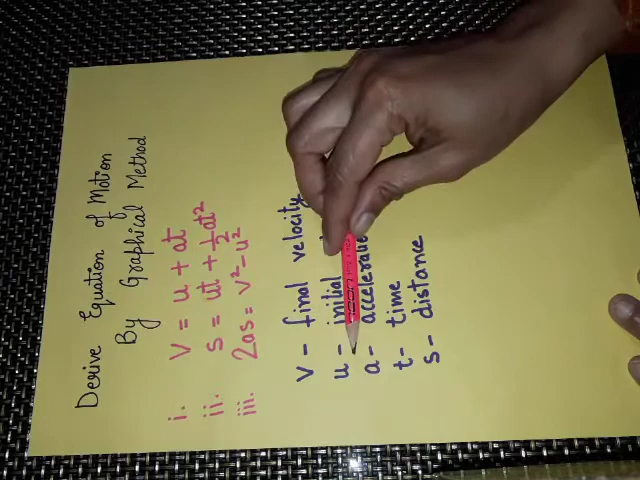 Derive Equation of Motion
By Graphical Method
i. v = u + at
ii. s = ut + 1/2 at²
iii. 2as = v² - u²
v - final velocity
u - initial
a - accelerati
t - time
s - distance